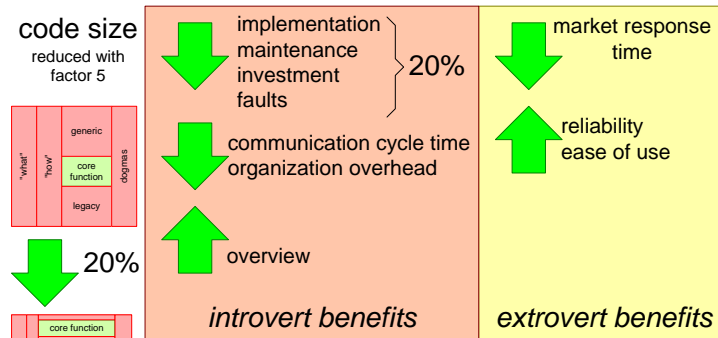 code size
reduced with
factor 5
"what"
"how"
generic
core
function
legacy
dogmas
20%
core function
implementation
maintenance
investment
faults
20%
communication cycle time
organization overhead
overview
introvert benefits
market response
time
reliability
ease of use
extrovert benefits